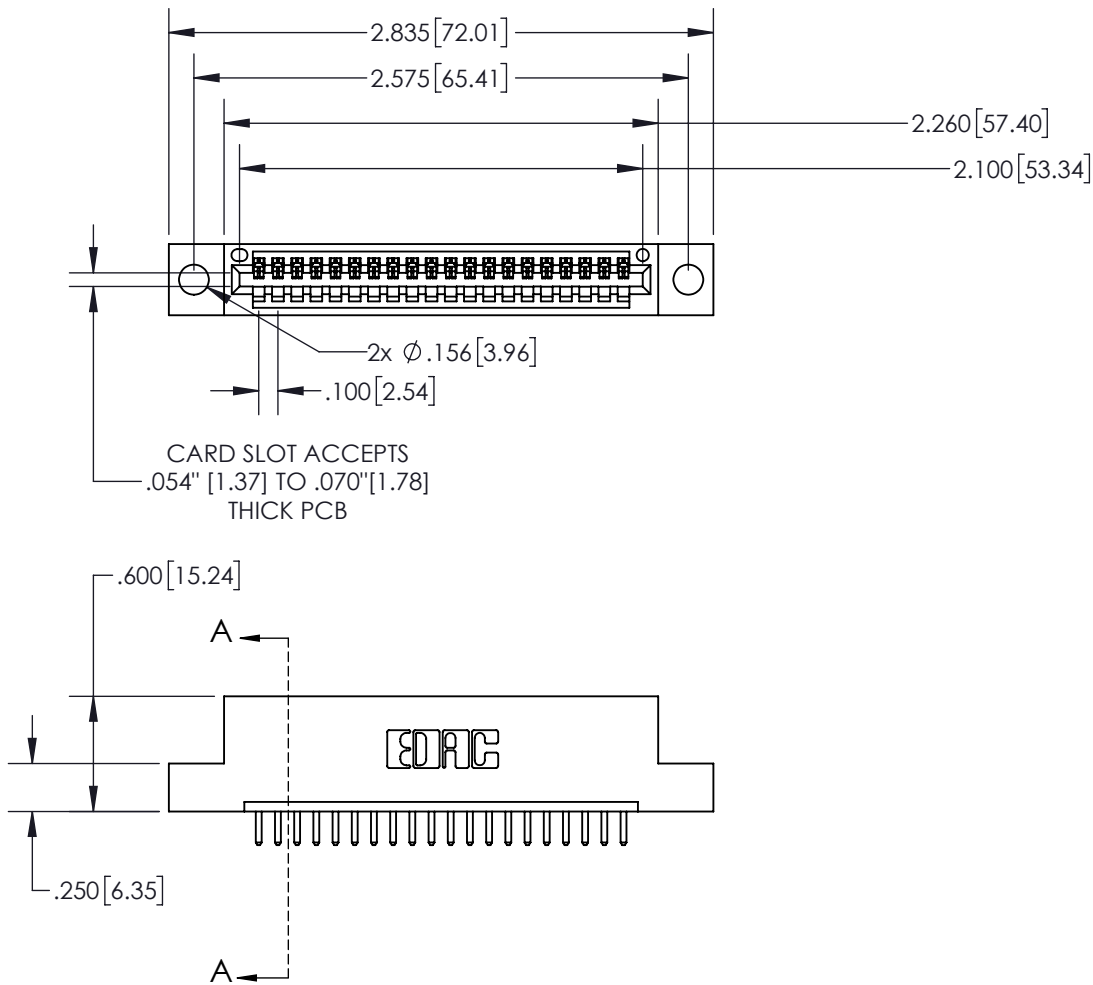 2.835[72.01]
2.575[65.41]
2.260[57.40]
2.100[53.34]
2x ∅.156[3.96]
.100[2.54]
CARD SLOT ACCEPTS
.054" [1.37] TO .070"[1.78]
THICK PCB
.600[15.24]
A
EDAC
.250[6.35]
A